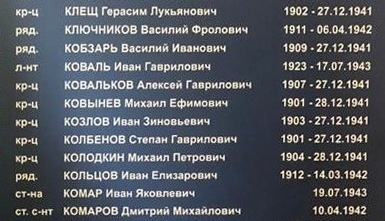 кр-ц КЛЕЩ Герасим Лукьянович 1902 - 27.12.1941
ряд. КЛЮЧНИКОВ Василий Фролович 1911 - 06.04.1942
ряд. КОБЗАРЬ Василий Иванович 1909 - 27.12.1941
л-нт КОВАЛЬ Иван Гаврилович 1923 - 17.07.1943
кр-ц КОВАЛЬКОВ Алексей Гаврилович 1907 - 27.12.1941
кр-ц КОВЫНЕВ Михаил Ефимович 1901 - 28.12.1941
кр-ц КОЗЛОВ Иван Зиновьевич 1903 - 27.12.1941
кр-ц КОЛБЕНОВ Степан Гаврилович 1901 - 27.12.1941
кр-ц КОЛОДКИН Михаил Петрович 1904 - 28.12.1941
ряд. КОЛЬЦОВ Иван Елизарович 1912 - 14.03.1942
ст-на КОМАР Иван Яковлевич 19.07.1943
ст. с-нт КОМАРОВ Дмитрий Михайлович 10.04.1942